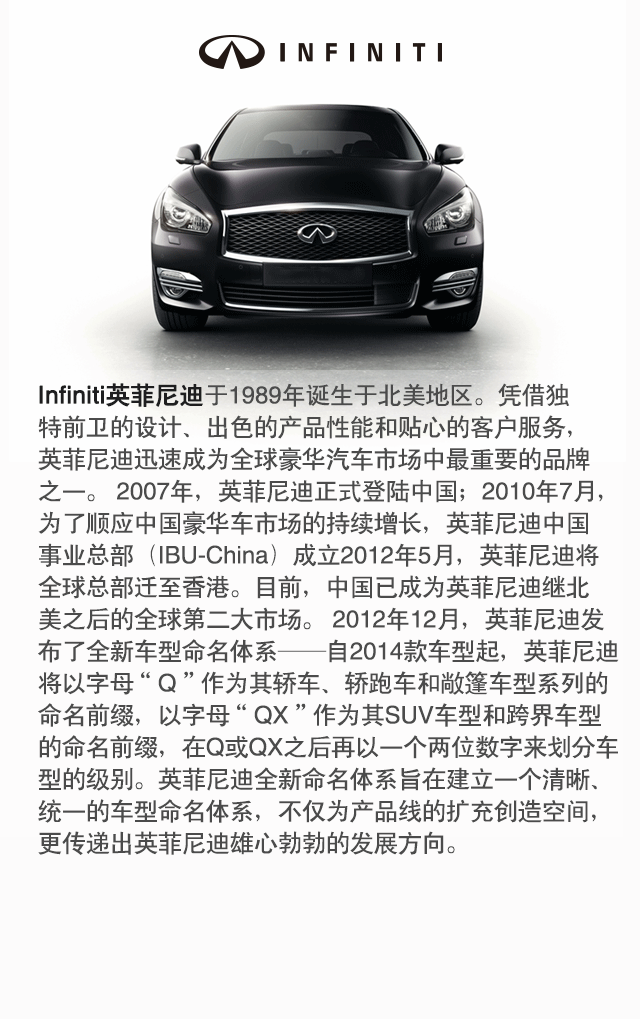 INFINITI
Infiniti英菲尼迪于1989年诞生于北美地区。凭借独
特前卫的设计、出色的产品性能和贴心的客户服务，
英菲尼迪迅速成为全球豪华汽车市场中最重要的品牌
之一。 2007年，英菲尼迪正式登陆中国；2010年7月，
为了顺应中国豪华车市场的持续增长，英菲尼迪中国
事业总部（IBU-China）成立2012年5月，英菲尼迪将
全球总部迁至香港。目前，中国已成为英菲尼迪继北
美之后的全球第二大市场。 2012年12月，英菲尼迪发
布了全新车型命名体系——自2014款车型起，英菲尼迪
将以字母“Q”作为其轿车、轿跑车和敞篷车型系列的
命名前缀，以字母“QX”作为其SUV车型和跨界车型
的命名前缀，在Q或QX之后再以一个两位数字来划分车
型的级别。英菲尼迪全新命名体系旨在建立一个清晰、
统一的车型命名体系，不仅为产品线的扩充创造空间，
更传递出英菲尼迪雄心勃勃的发展方向。